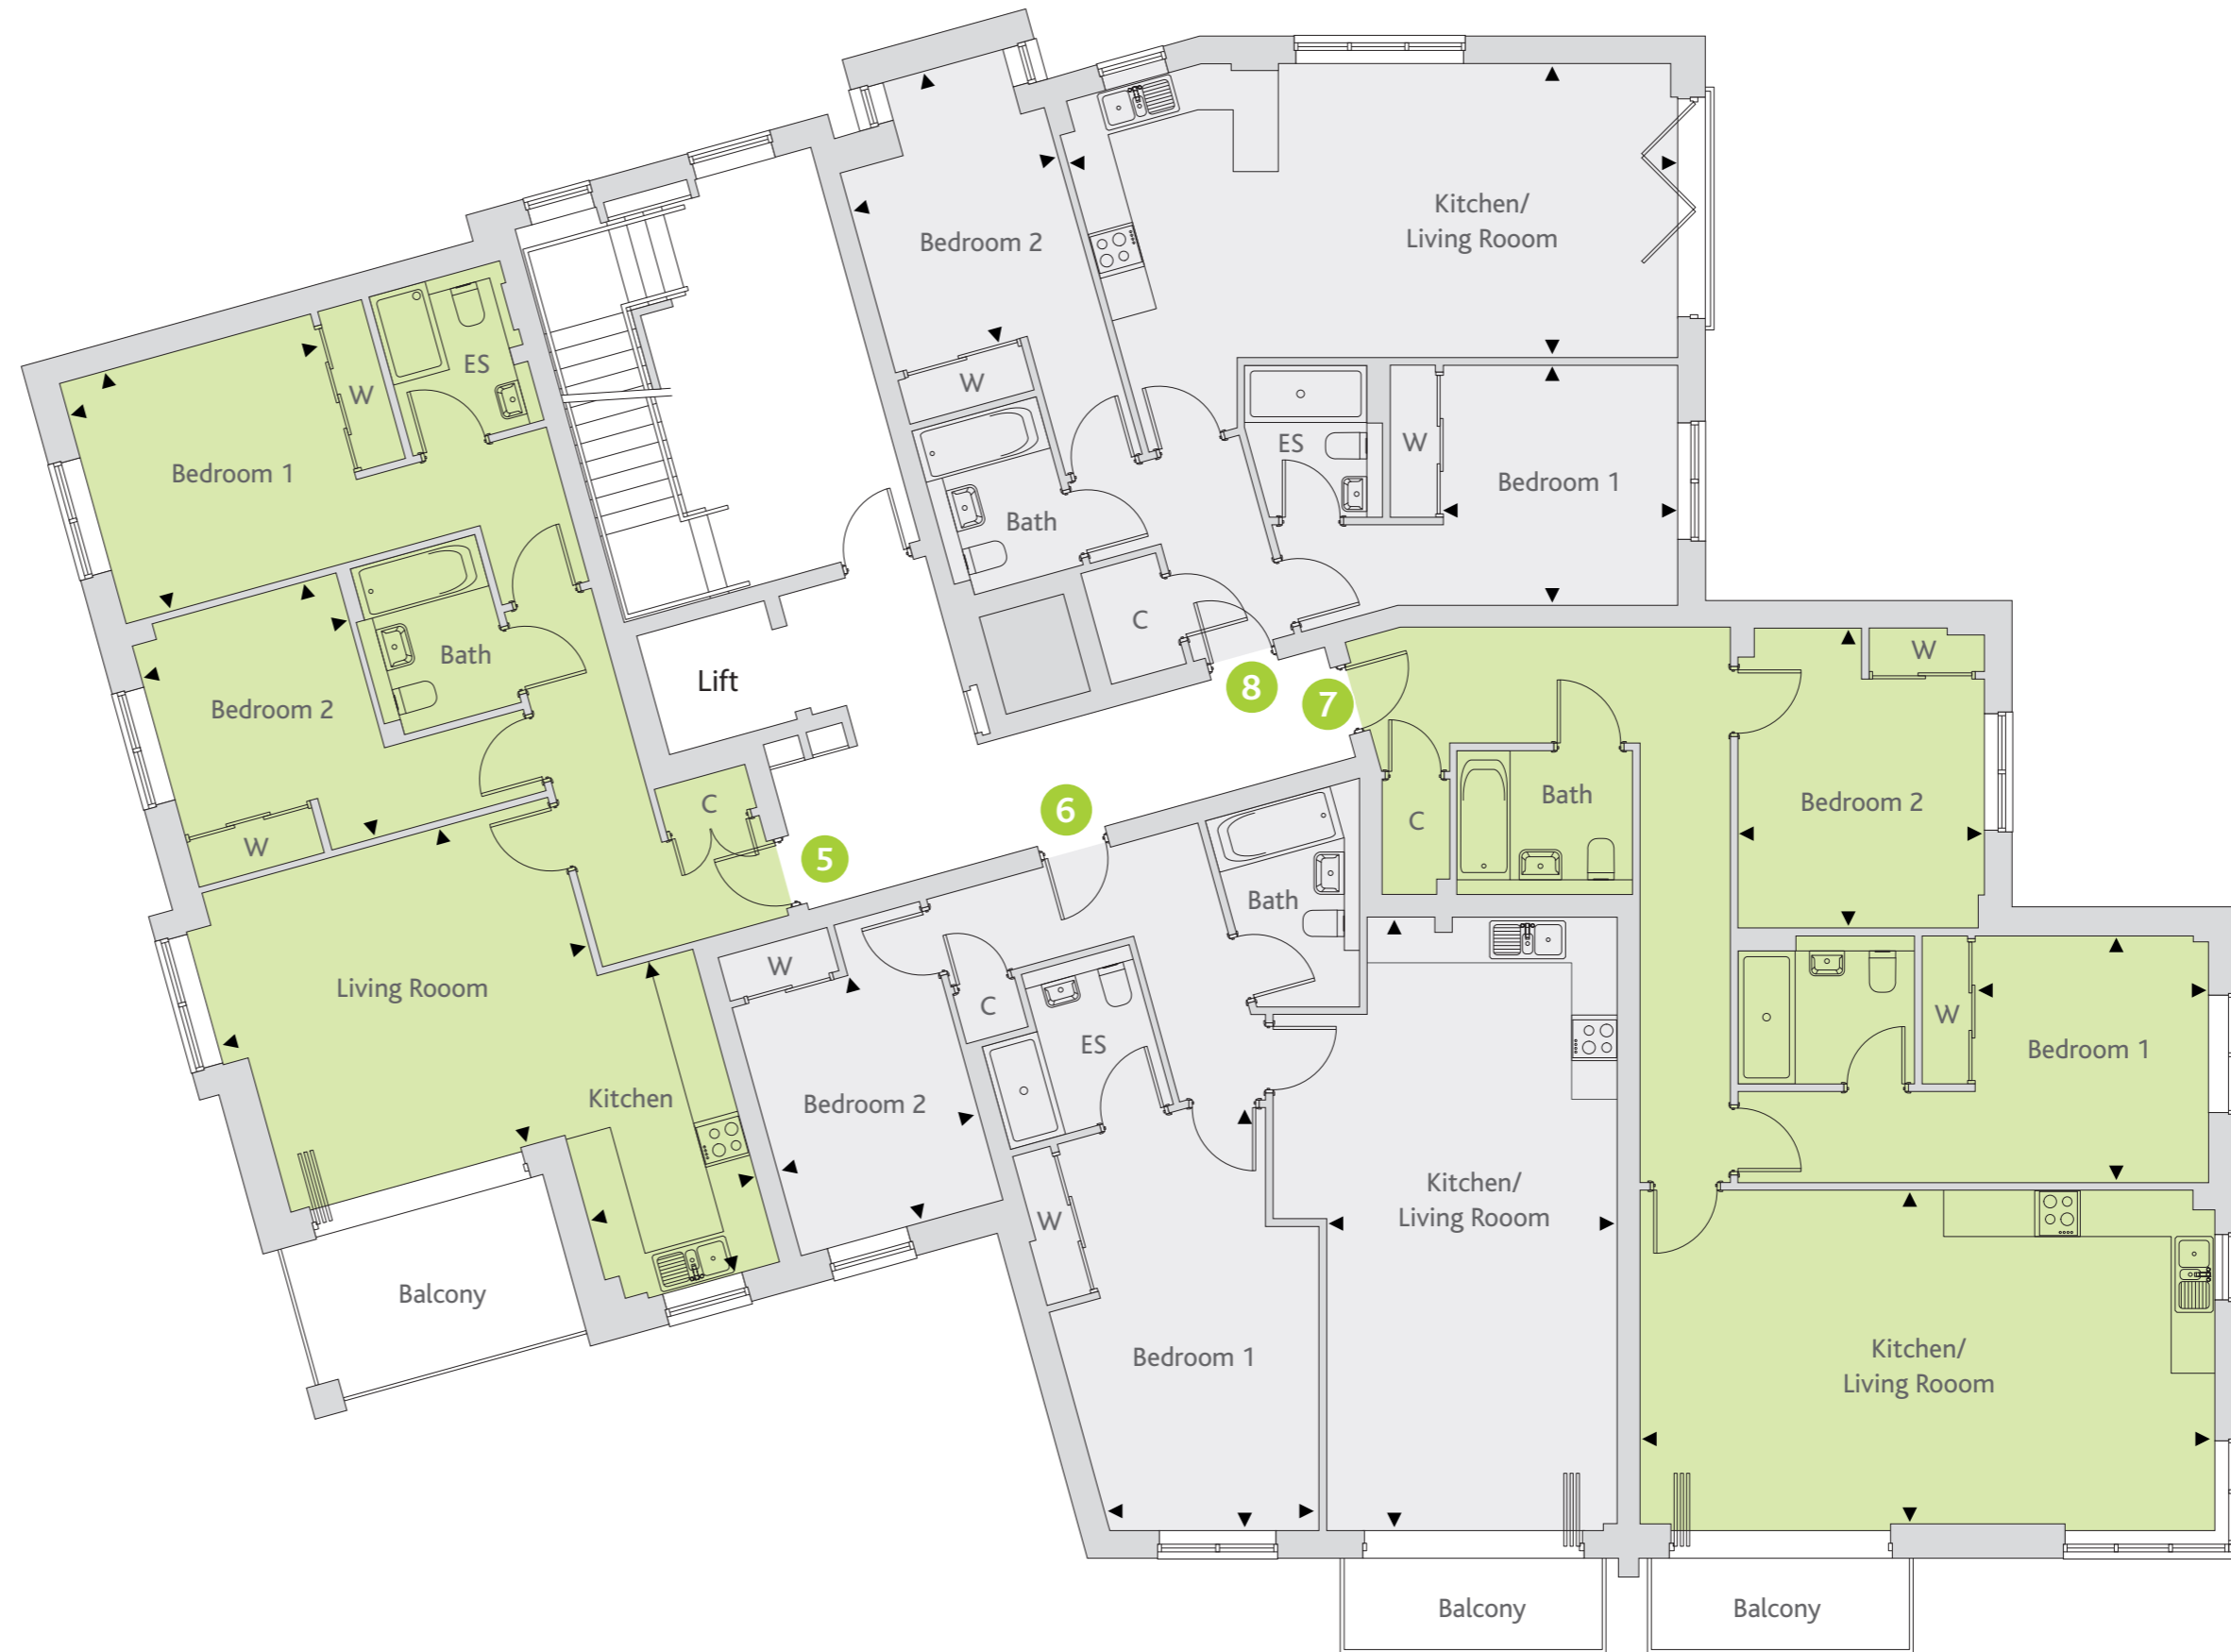 Kitchen/
Living Rooom
Bedroom 2
W
ES
W
Bedroom 1
ES
W
Bedroom 1
W
Bath
C
Bath
Bedroom 2
Lift
8
7
W
Bedroom 2
Bath
C
6
5
C
W
Bath
W
Living Rooom
C
ES
Kitchen
Bedroom 2
W
Bedroom 1
W
Kitchen/
Living Rooom
Balcony
Bedroom 1
Kitchen/
Living Rooom
Balcony
Balcony